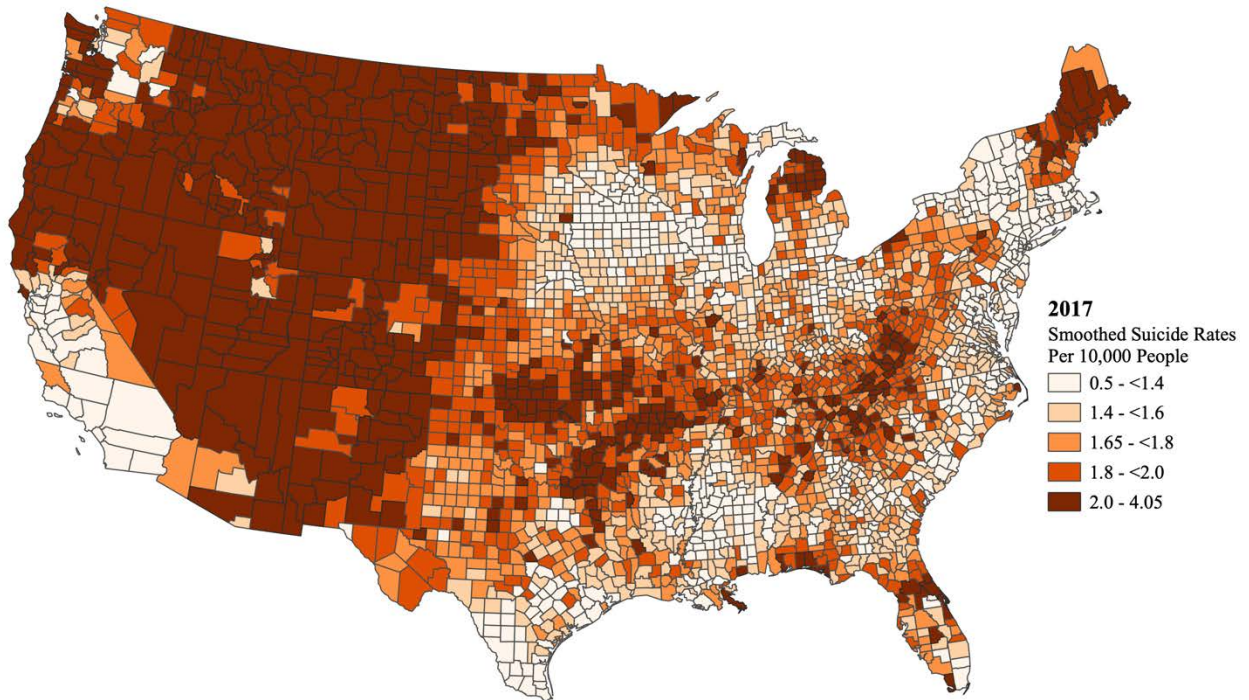 2017
Smoothed Suicide Rates
Per 10,000 People
0.5 - <1.4
1.4 - <1.6
1.65 - <1.8
1.8 - <2.0
2.0 - 4.05